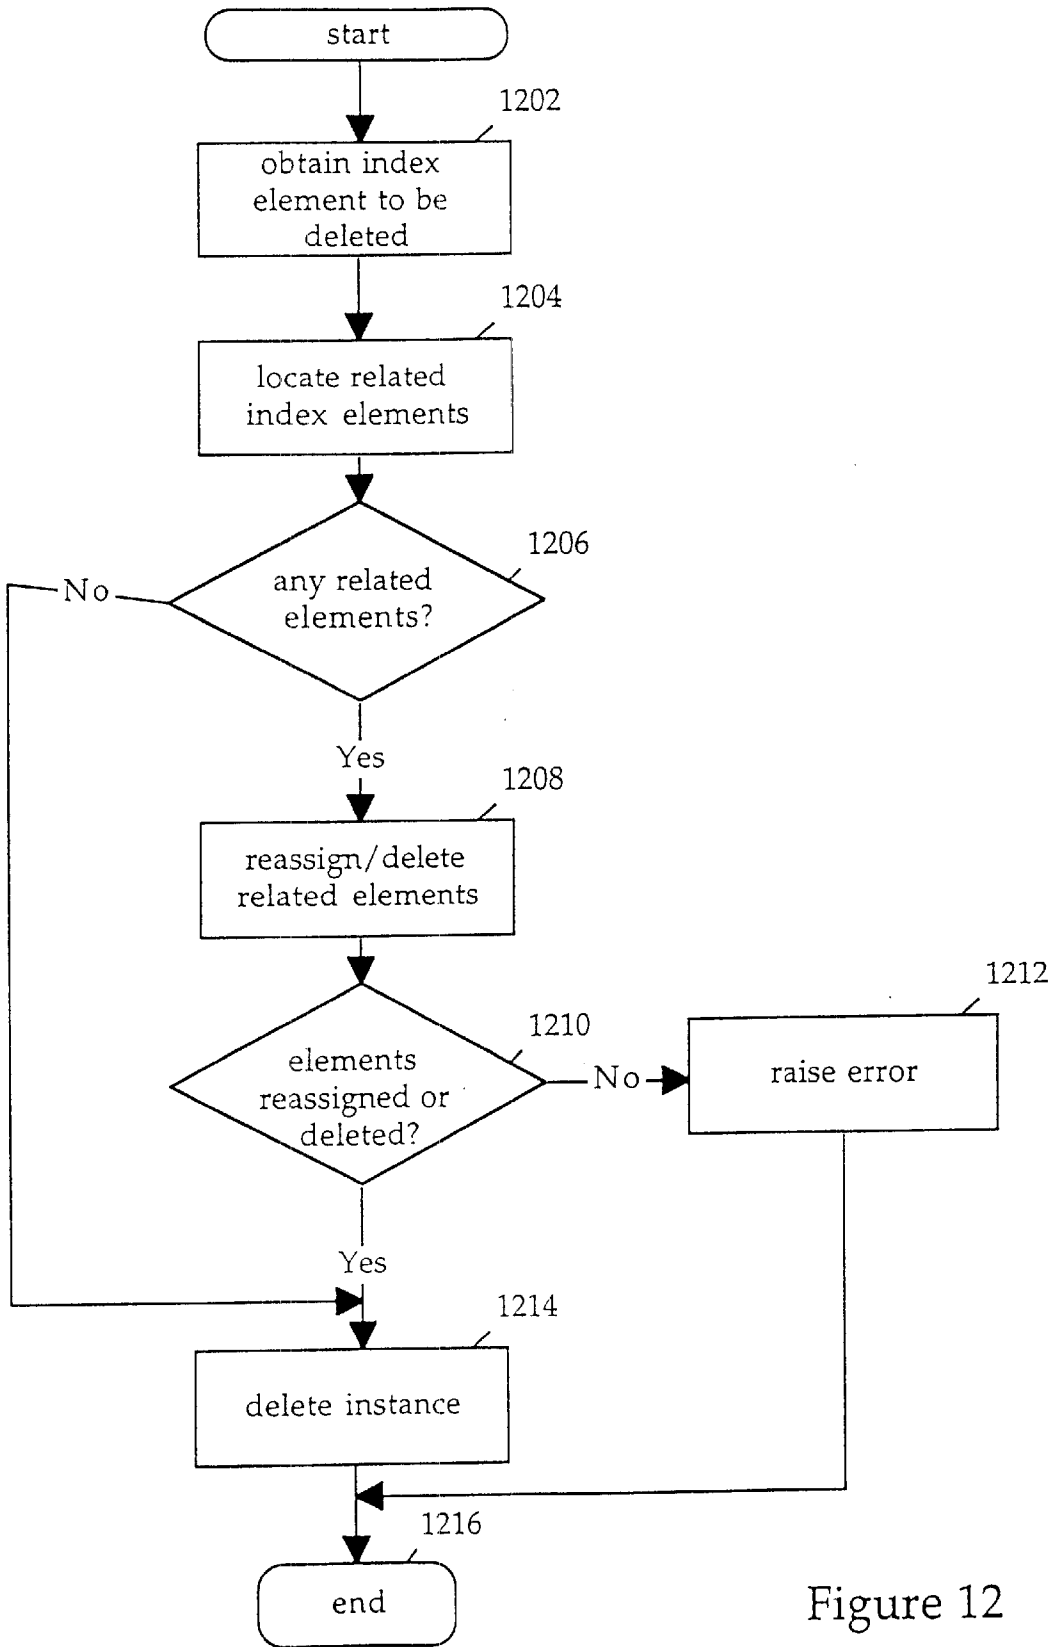 start
1202
obtain index
element to be
deleted
1204
locate related
index elements
1206
any related
elements?
No
Yes
1208
reassign/delete
related elements
1210
elements
reassigned or
deleted?
No
1212
raise error
Yes
1214
delete instance
1216
end
Figure 12